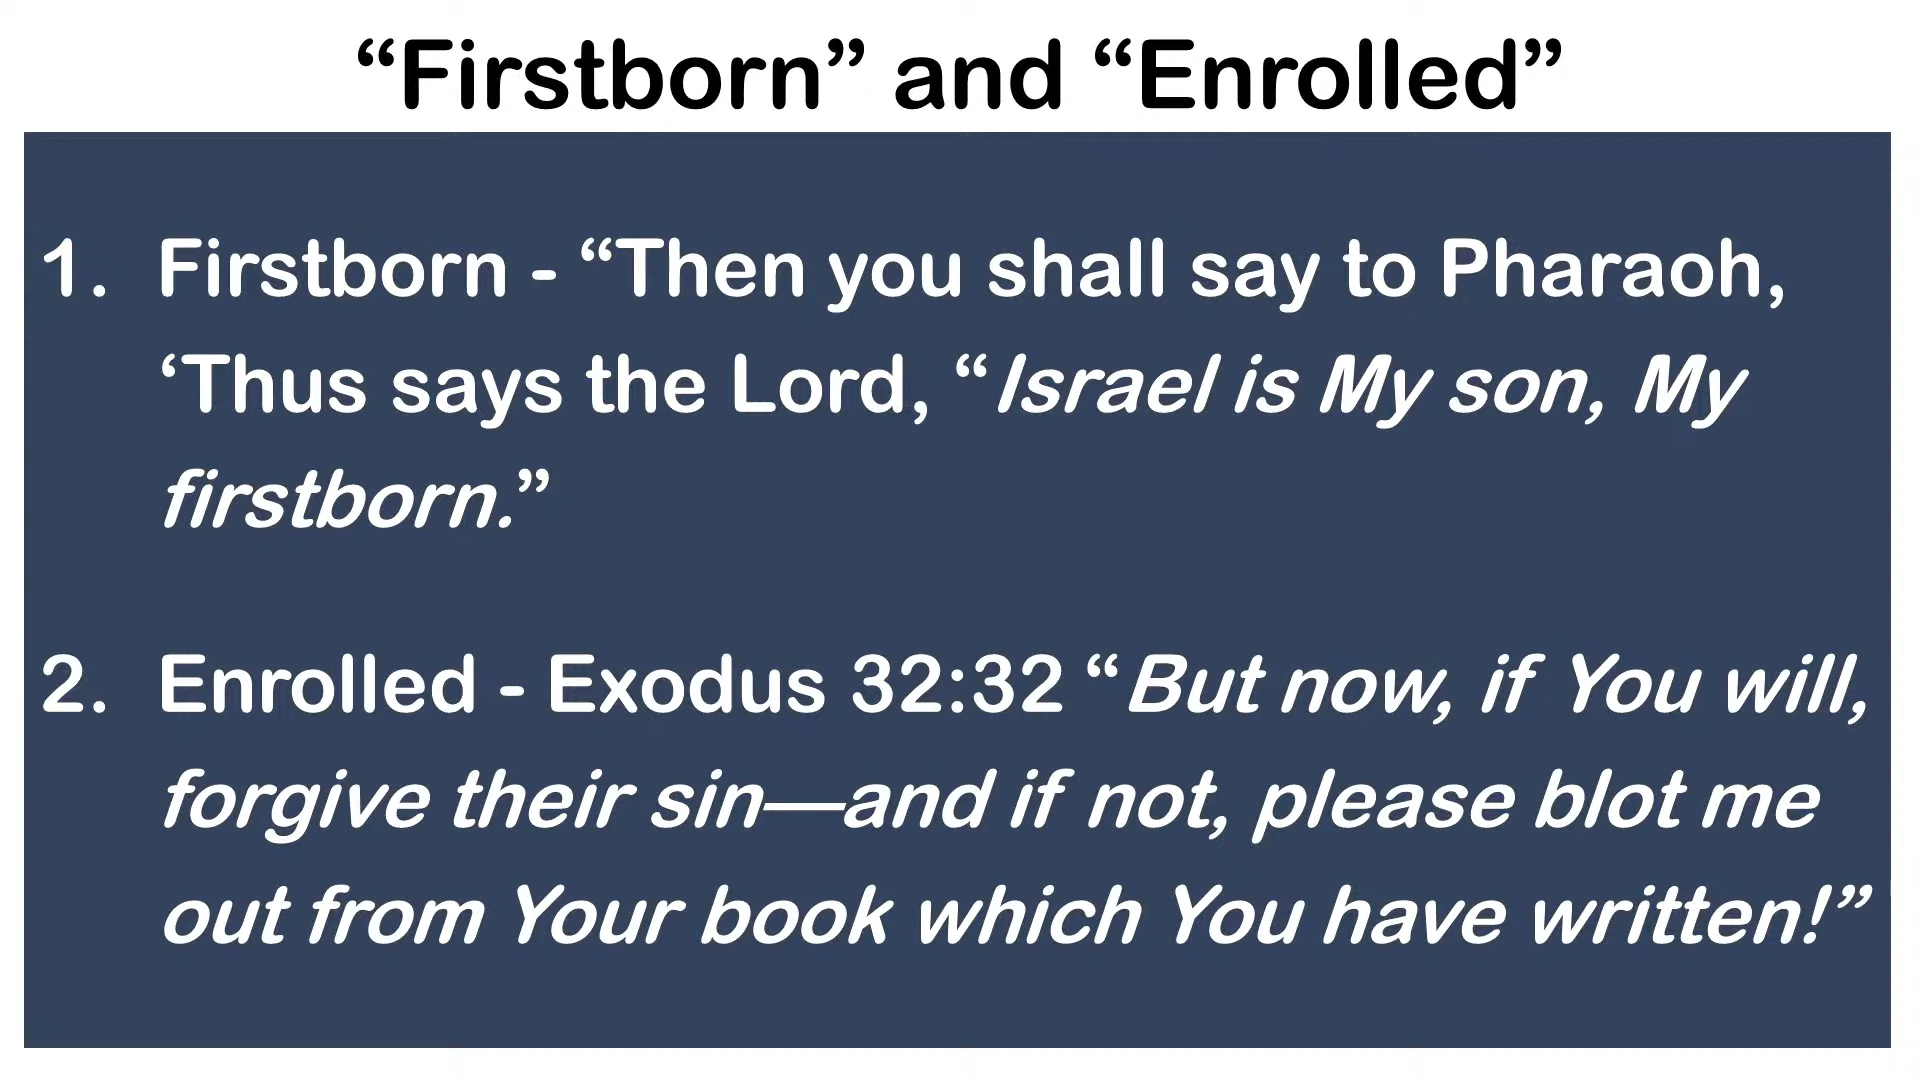 “Firstborn” and “Enrolled”
1. Firstborn - “Then you shall say to Pharaoh,
‘Thus says the Lord, “Israel is My son, My
firstborn.”
2. Enrolled - Exodus 32:32 “But now, if You will,
forgive their sin—and if not, please blot me
out from Your book which You have written!”